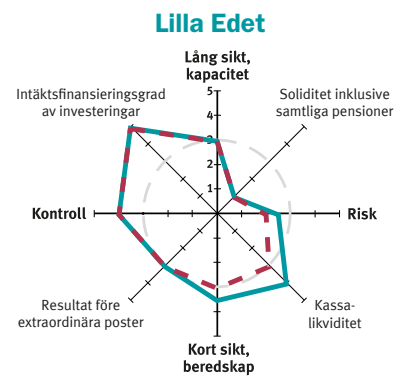 Lilla Edet
Lång sikt,
kapacitet
Intäktsfinansieringsgrad
av investeringar
Soliditet inklusive
samtliga pensioner
5
4
3
2
1
Kontroll
Risk
Resultat före
extraordinära poster
Kassa-
likviditet
Kort sikt,
beredskap